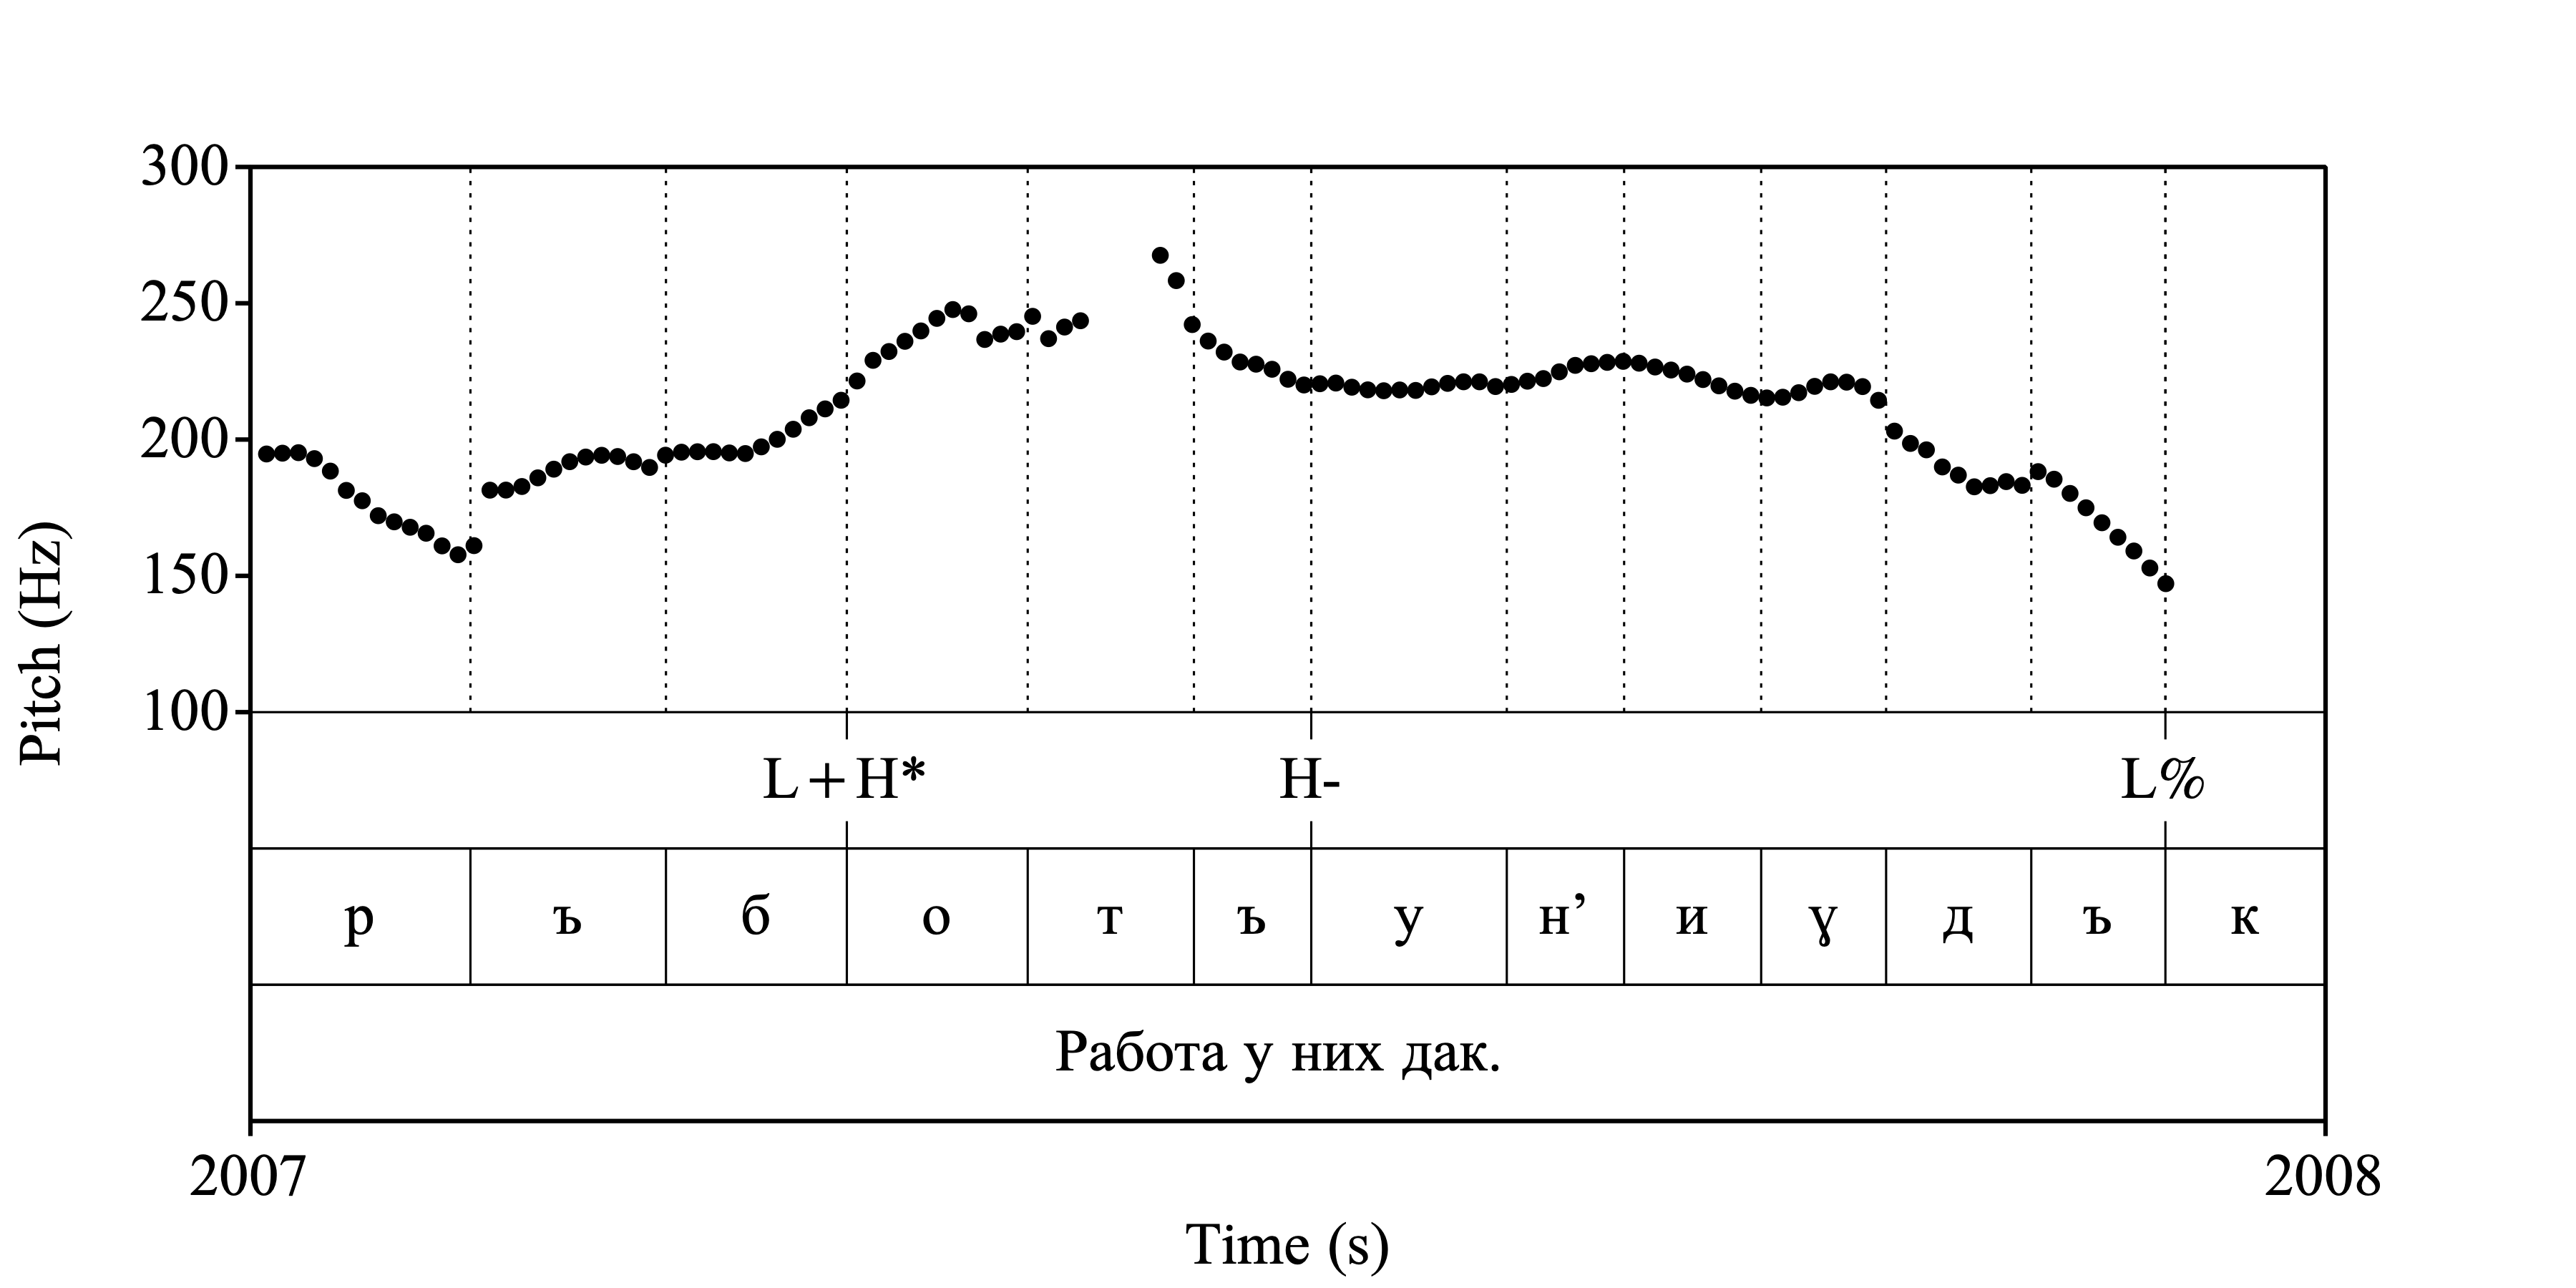 300
250
200
150
100
Pitch (Hz)
L+H* H- L%
р ъ б о т ъ у н’ и ɣ д ъ к
Работа у них дак.
2007 2008
Time (s)